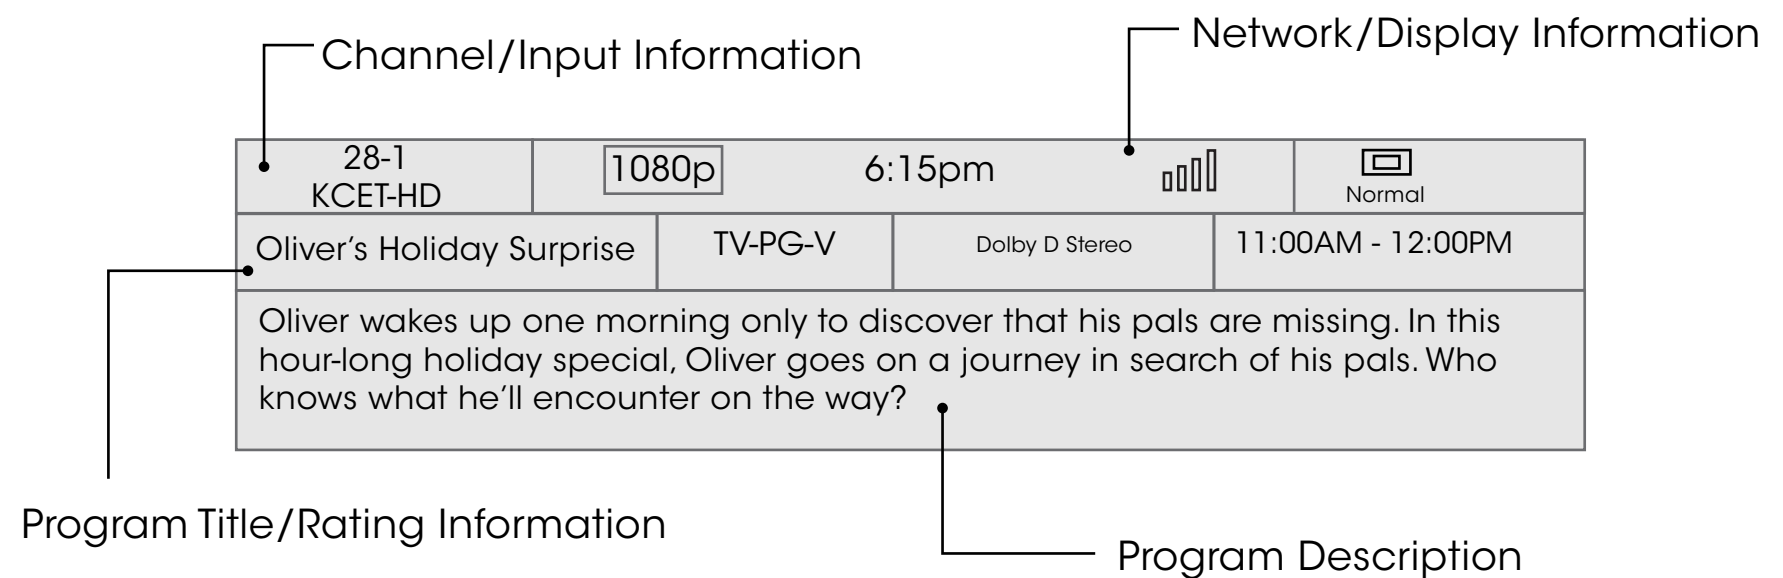 Channel/Input Information
Network/Display Information
28-1
KCET-HD
1080p
6:15pm
Normal
Oliver's Holiday Surprise
TV-PG-V
Dolby D Stereo
11:00AM - 12:00PM
Oliver wakes up one morning only to discover that his pals are missing. In this
hour-long holiday special, Oliver goes on a journey in search of his pals. Who
knows what he'll encounter on the way?
Program Title/Rating Information
Program Description